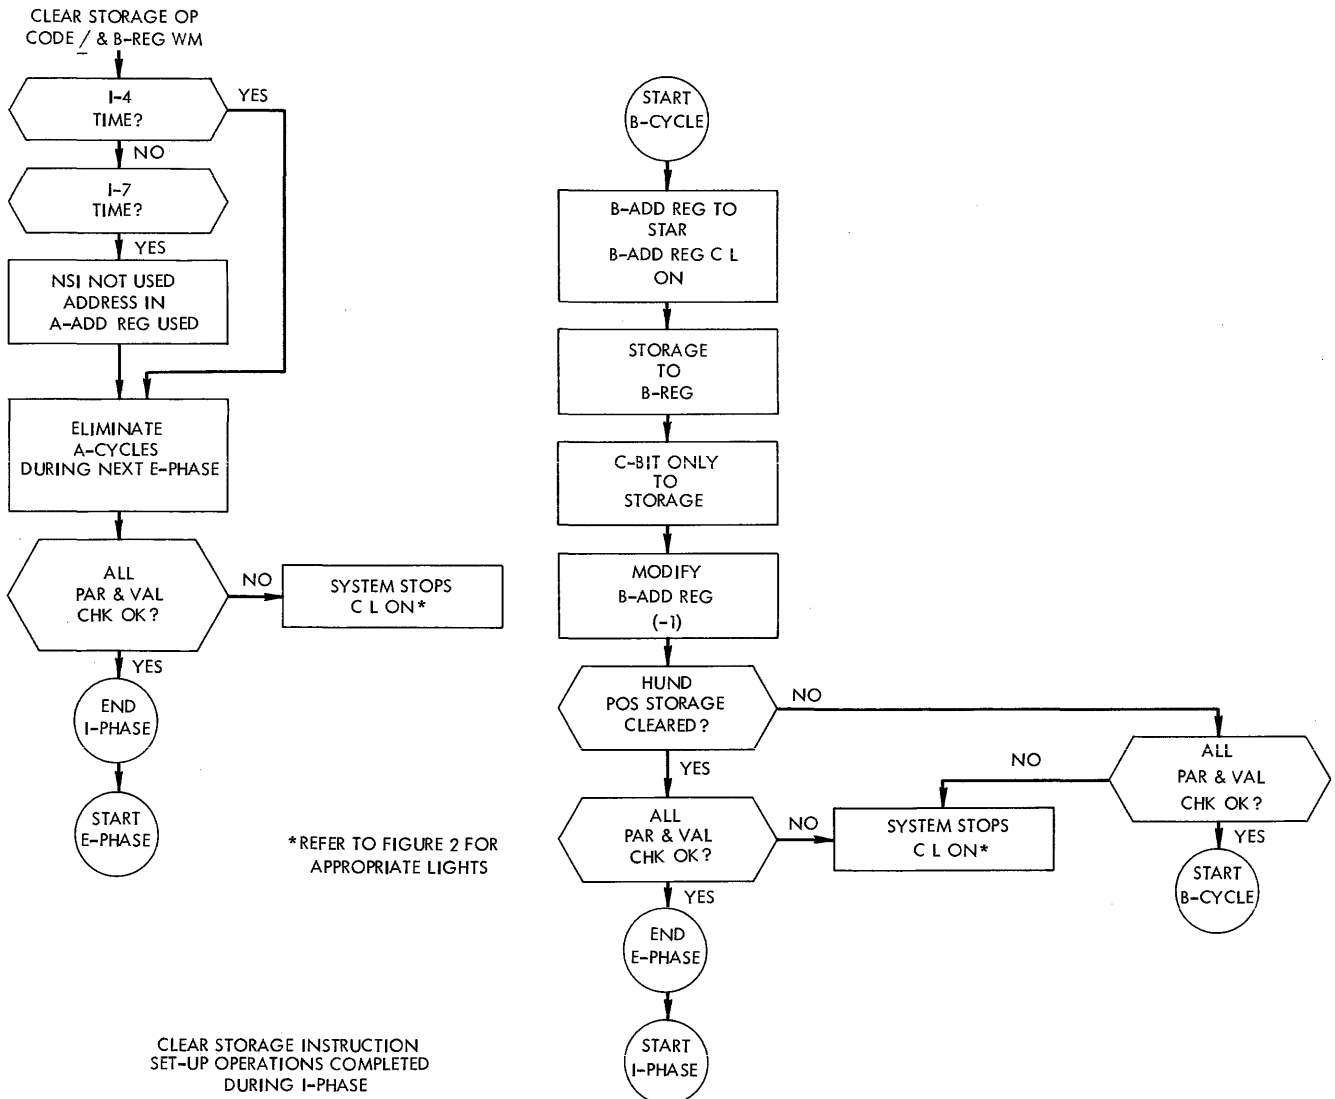 CLEAR STORAGE OP
CODE / & B-REG WM
I-4
TIME?
YES
NO
I-7
TIME?
YES
NSI NOT USED
ADDRESS IN
A-ADD REG USED
ELIMINATE
A-CYCLES
DURING NEXT E-PHASE
ALL
PAR & VAL
CHK OK?
NO
SYSTEM STOPS
C L ON*
YES
END
I-PHASE
START
E-PHASE
*REFER TO FIGURE 2 FOR
APPROPRIATE LIGHTS
CLEAR STORAGE INSTRUCTION
SET-UP OPERATIONS COMPLETED
DURING I-PHASE
START
B-CYCLE
B-ADD REG TO
STAR
B-ADD REG C L
ON
STORAGE
TO
B-REG
C-BIT ONLY
TO
STORAGE
MODIFY
B-ADD REG
(-1)
HUND
POS STORAGE
CLEARED?
NO
YES
ALL
PAR & VAL
CHK OK?
NO
SYSTEM STOPS
C L ON*
YES
END
E-PHASE
START
I-PHASE
ALL
PAR & VAL
CHK OK?
NO
YES
START
B-CYCLE